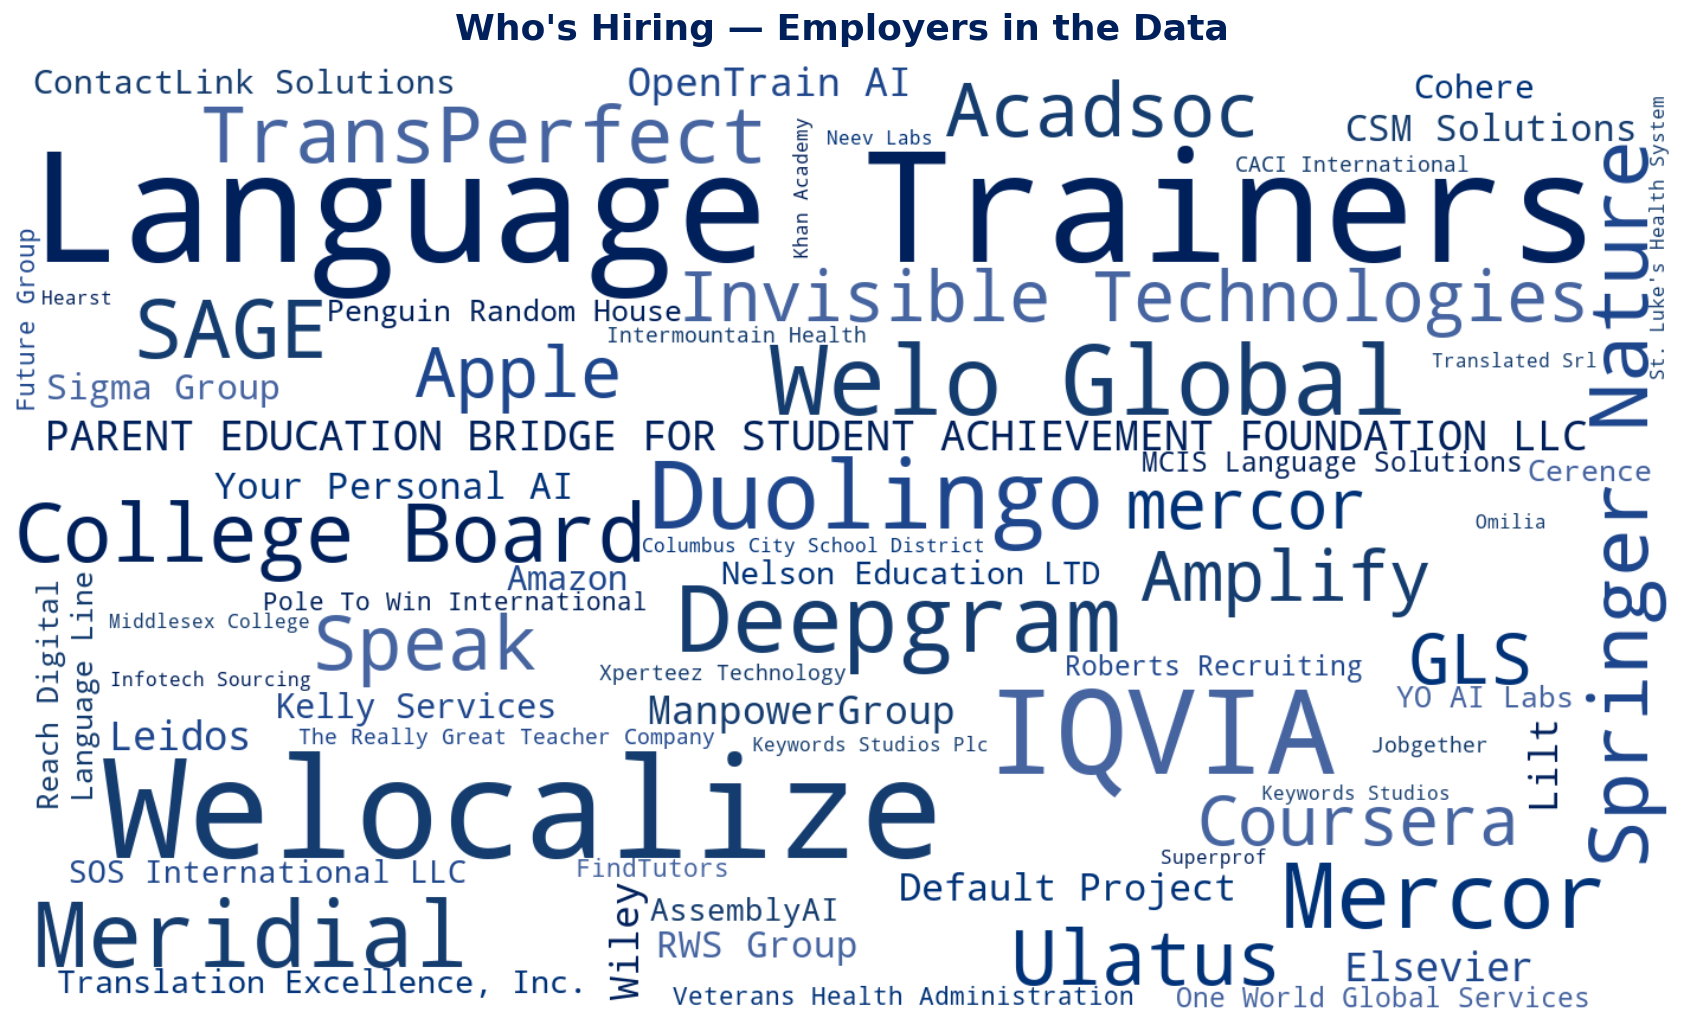 Who's Hiring — Employers in the Data
ContactLink Solutions
OpenTrain AI
Cohere
TransPerfect
Acadsoc
CSM Solutions
Neev Labs
Khan Academy
CACI International
St. Luke's Health System
Language Trainers
Springer Nature
Future Group
Hearst
SAGE
Penguin Random House
Invisible Technologies
Intermountain Health
Translated Srl
Sigma Group
Apple
Welo Global
PARENT EDUCATION BRIDGE FOR STUDENT ACHIEVEMENT FOUNDATION LLC
MCIS Language Solutions
Cerence
Your Personal AI
Duolingo
mercor
Omilia
College Board
Columbus City School District
Amazon
Nelson Education LTD
Amplify
Pole To Win International
Deepgram
Reach Digital
Language Line
Middlesex College
Speak
GLS
Roberts Recruiting
Xperteez Technology
Infotech Sourcing
YO AI Labs
Kelly Services
ManpowerGroup
IQVIA
Leidos
The Really Great Teacher Company
Keywords Studios Plc
Jobgether
Lilt
Welocalize
Keywords Studios
Coursera
Superprof
SOS International LLC
FindTutors
Default Project
Mercor
Wiley
AssemblyAI
Meridial
RWS Group
Ulatus
Elsevier
Translation Excellence, Inc.
Veterans Health Administration
One World Global Services